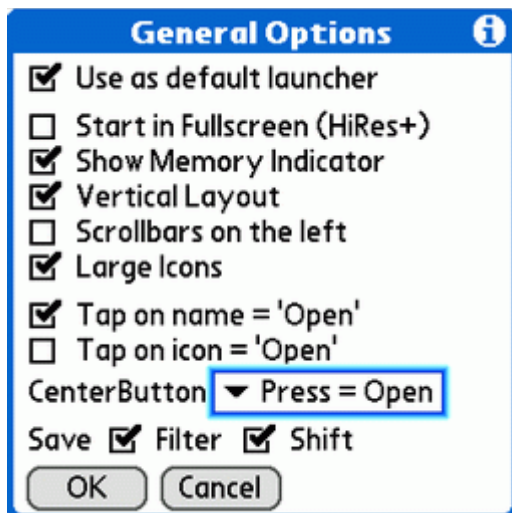 General Options
Use as default launcher
Start in Fullscreen (HiRes+)
Show Memory Indicator
Vertical Layout
Scrollbars on the left
Large Icons
Tap on name = 'Open'
Tap on icon = 'Open'
CenterButton Press = Open
Save Filter Shift
OK Cancel